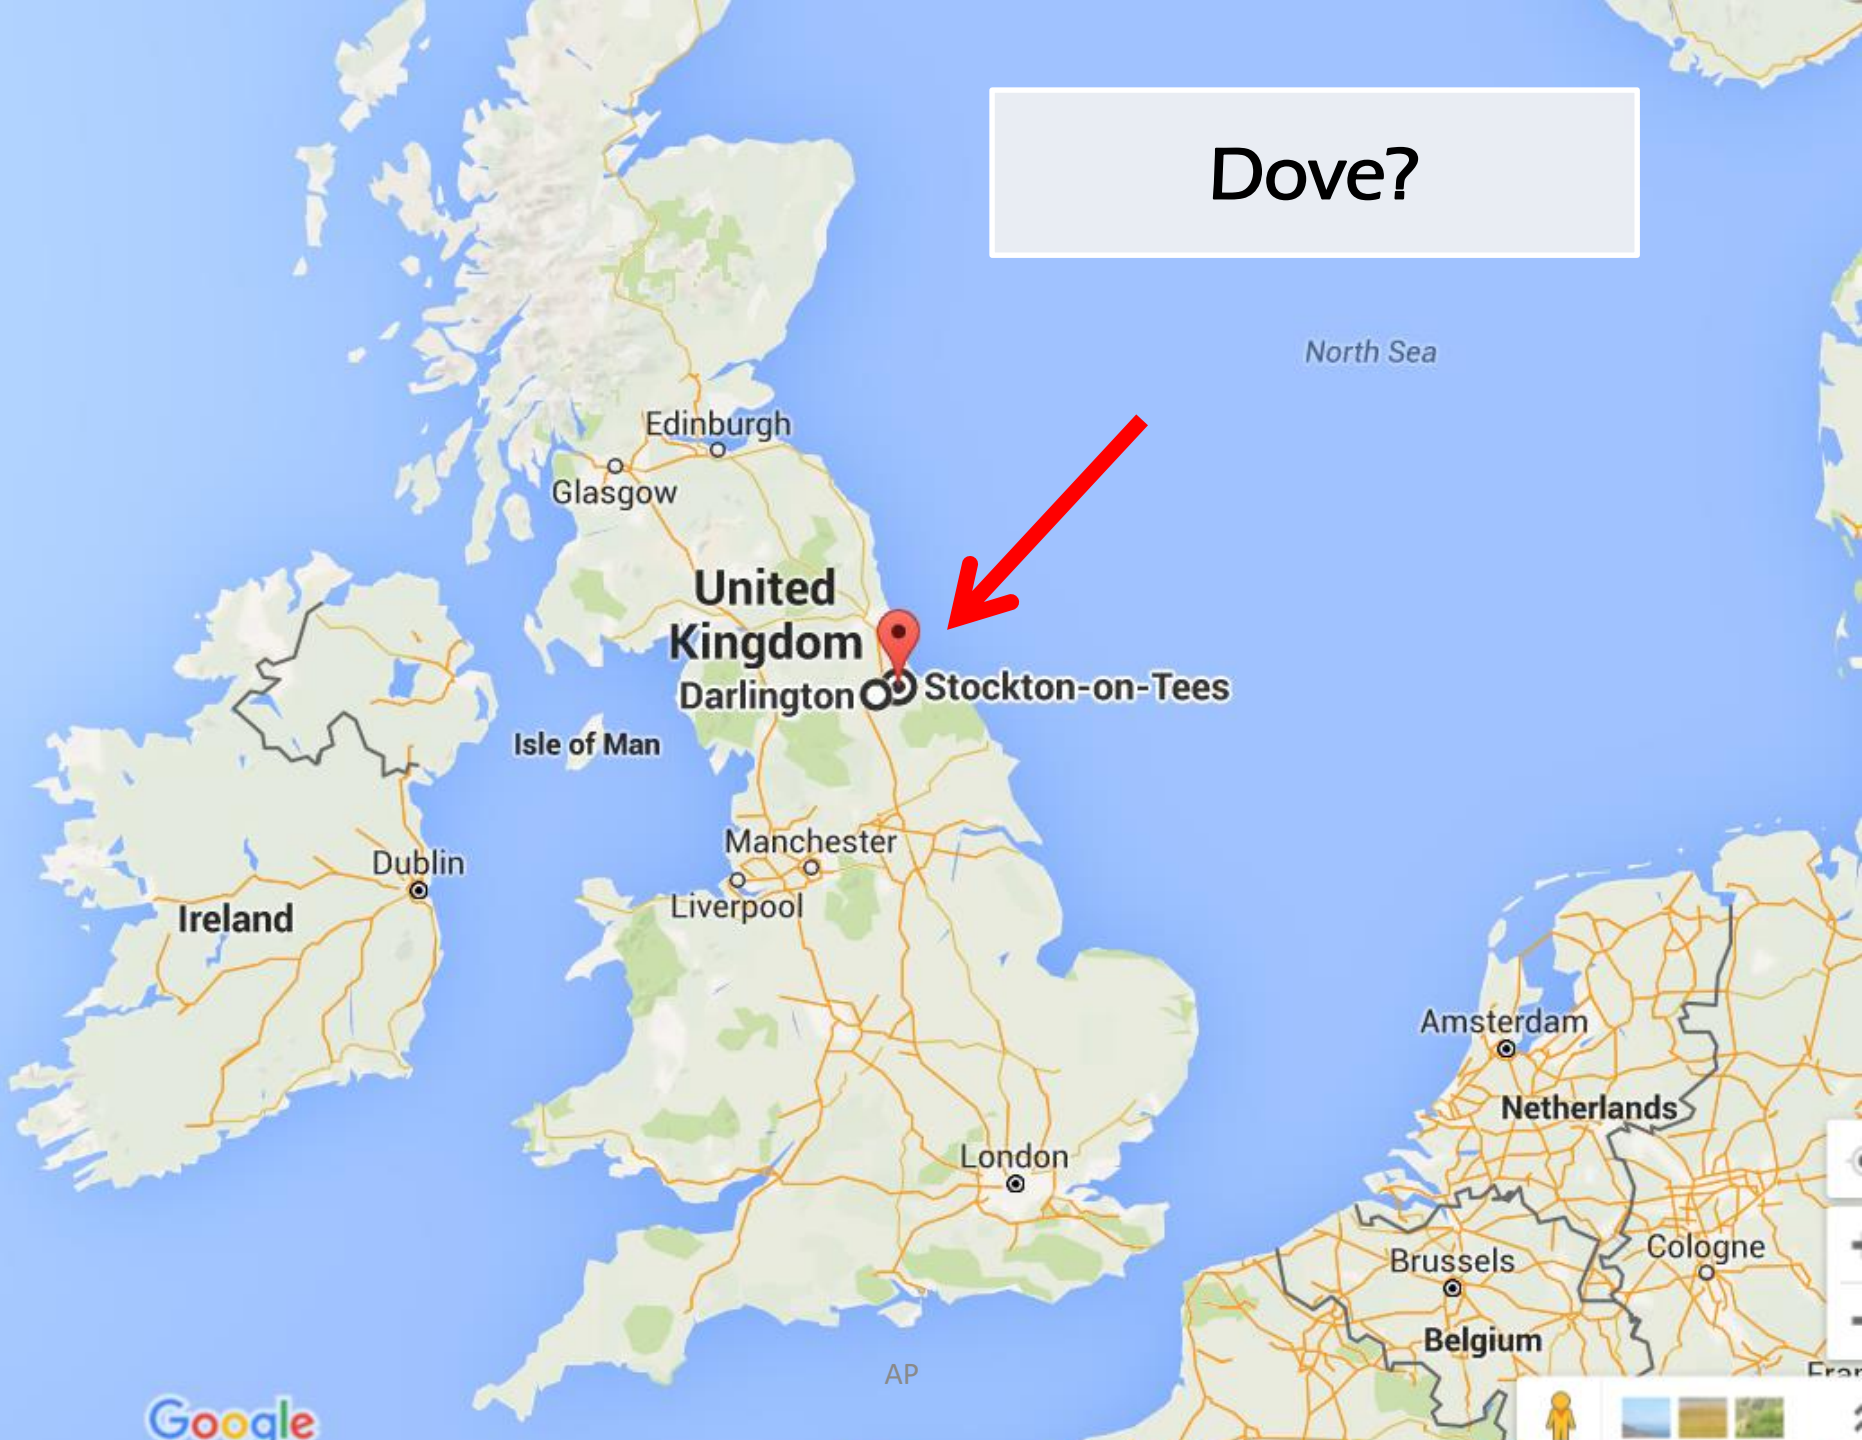 Dove?
North Sea
Edinburgh
Glasgow
United
Kingdom
Darlington
Stockton-on-Tees
Isle of Man
Manchester
Dublin
Liverpool
Ireland
Amsterdam
Netherlands
London
Cologne
Brussels
Belgium
AP
Google